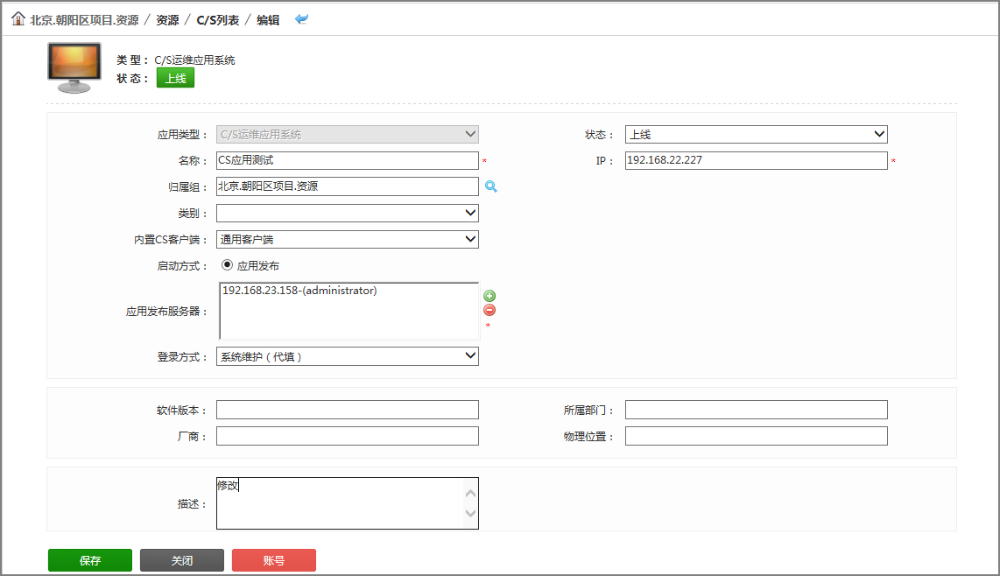 北京.朝阳区项目.资源 / 资源 / C/S列表 / 编辑
类 型： C/S运维应用系统
状 态： 上线
应用类型： C/S运维应用系统 状态： 上线
名称： CS应用测试 * IP： 192.168.22.227 *
归属组： 北京.朝阳区项目.资源
类别：
内置CS客户端： 通用客户端
启动方式： 应用发布
应用发布服务器： 192.168.23.158-(administrator) *
登录方式： 系统维护（代填）
软件版本： 所属部门：
厂商： 物理位置：
描述： 修改
保存 关闭 账号